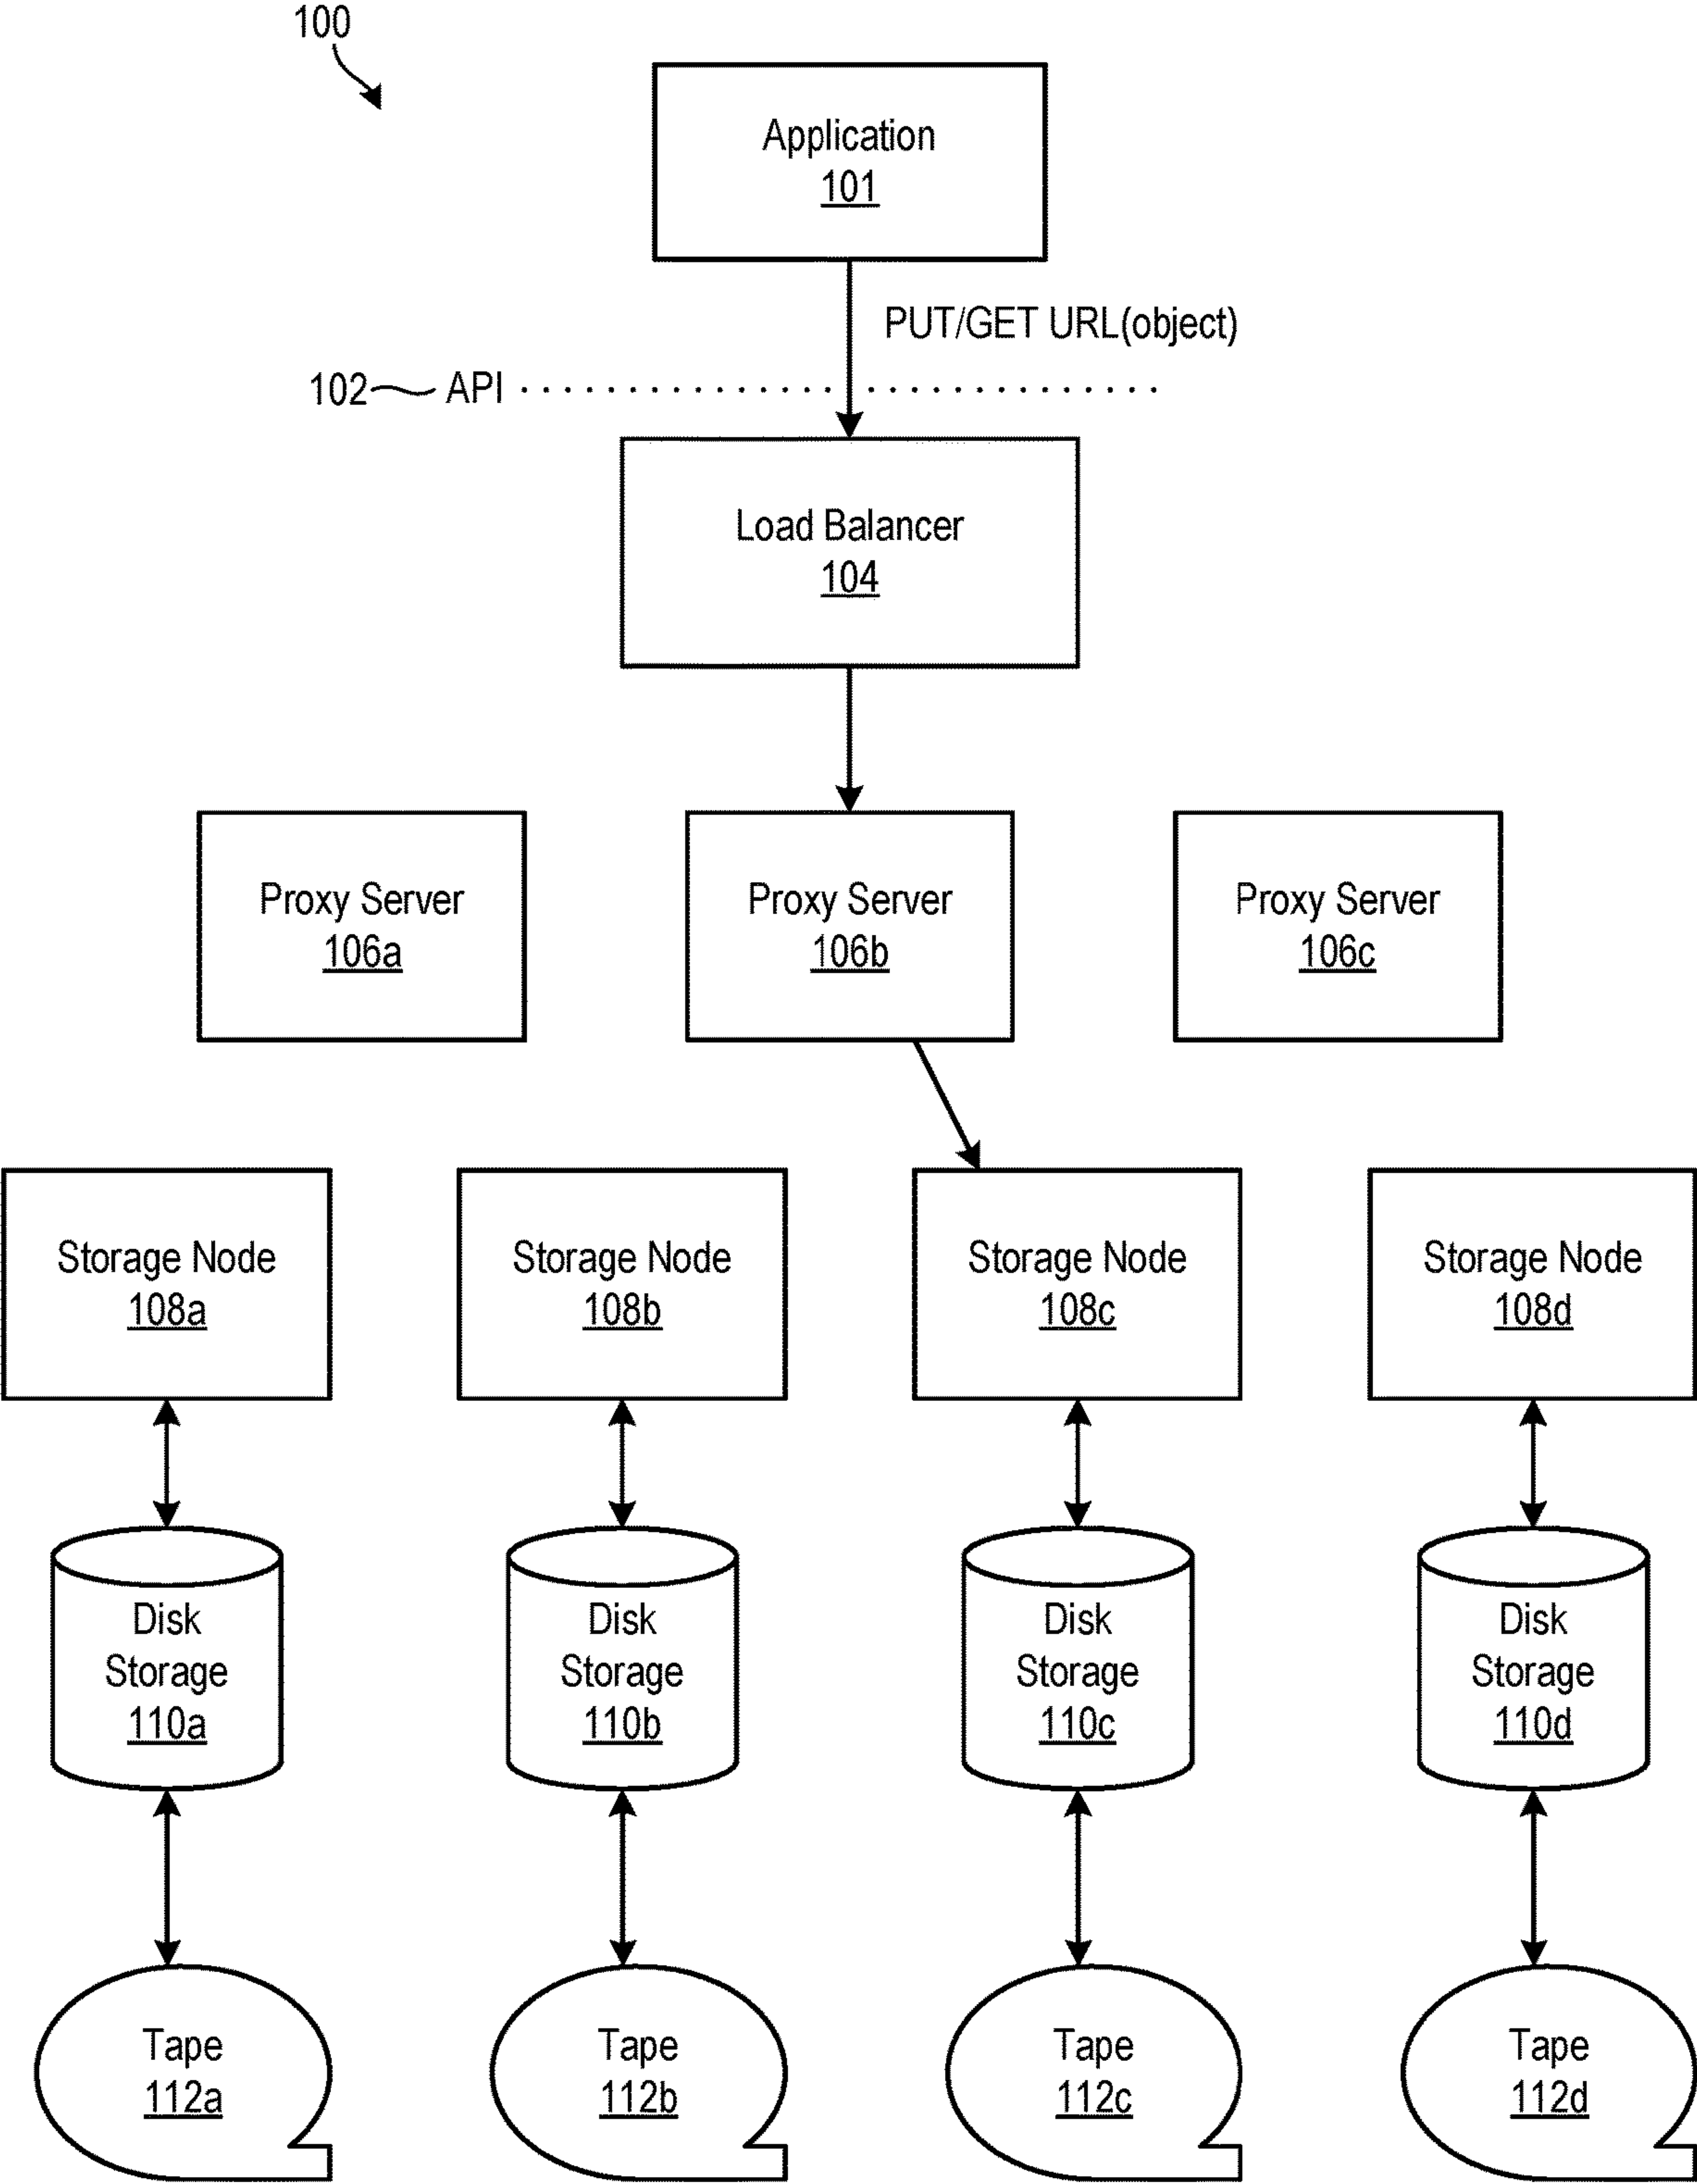 100
Application
101
PUT/GET URL(object)
102 API
Load Balancer
104
Proxy Server
106a
Proxy Server
106b
Proxy Server
106c
Storage Node
108a
Storage Node
108b
Storage Node
108c
Storage Node
108d
Disk
Storage
110a
Disk
Storage
110b
Disk
Storage
110c
Disk
Storage
110d
Tape
112a
Tape
112b
Tape
112c
Tape
112d